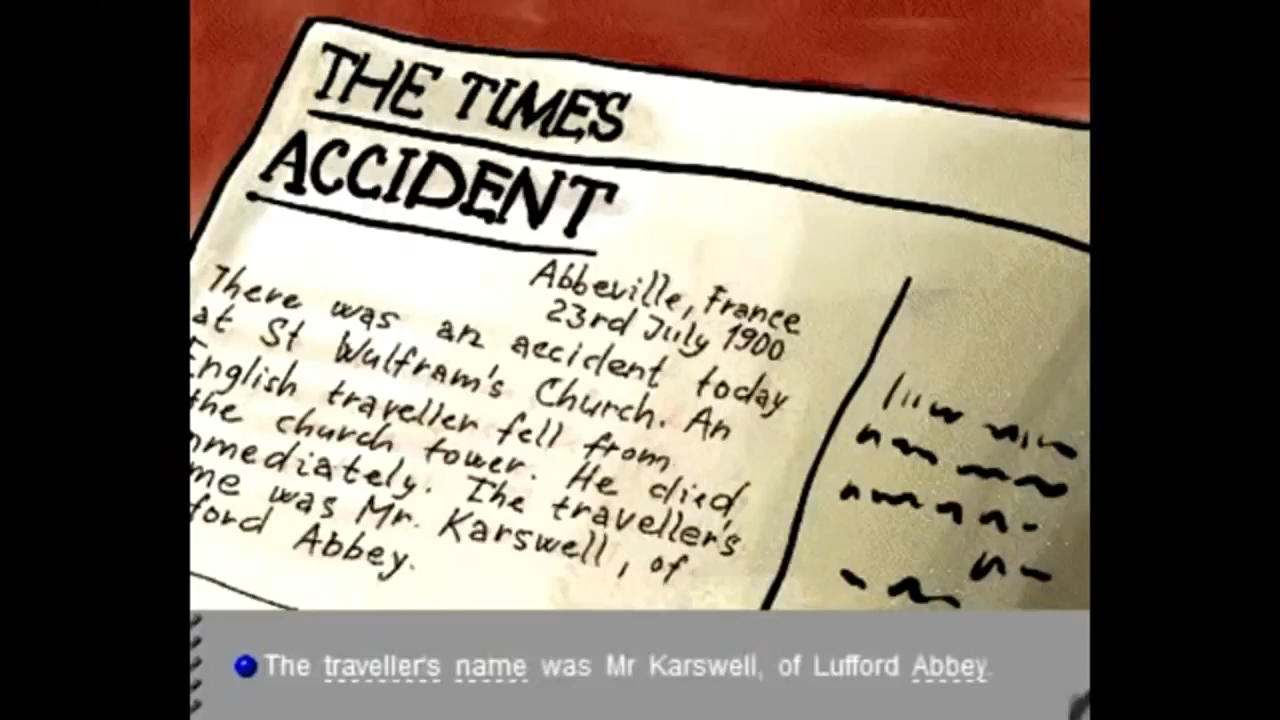 THE TIMES
ACCIDENT
Abbeville, France
23rd July 1900
There was an accident today
at St Wulfram's Church. An
English traveller fell from
the church tower. He died
mmediately. The traveller's
me was Mr. Karswell, of
ford Abbey.
The traveller's name was Mr Karswell, of Lufford Abbey.